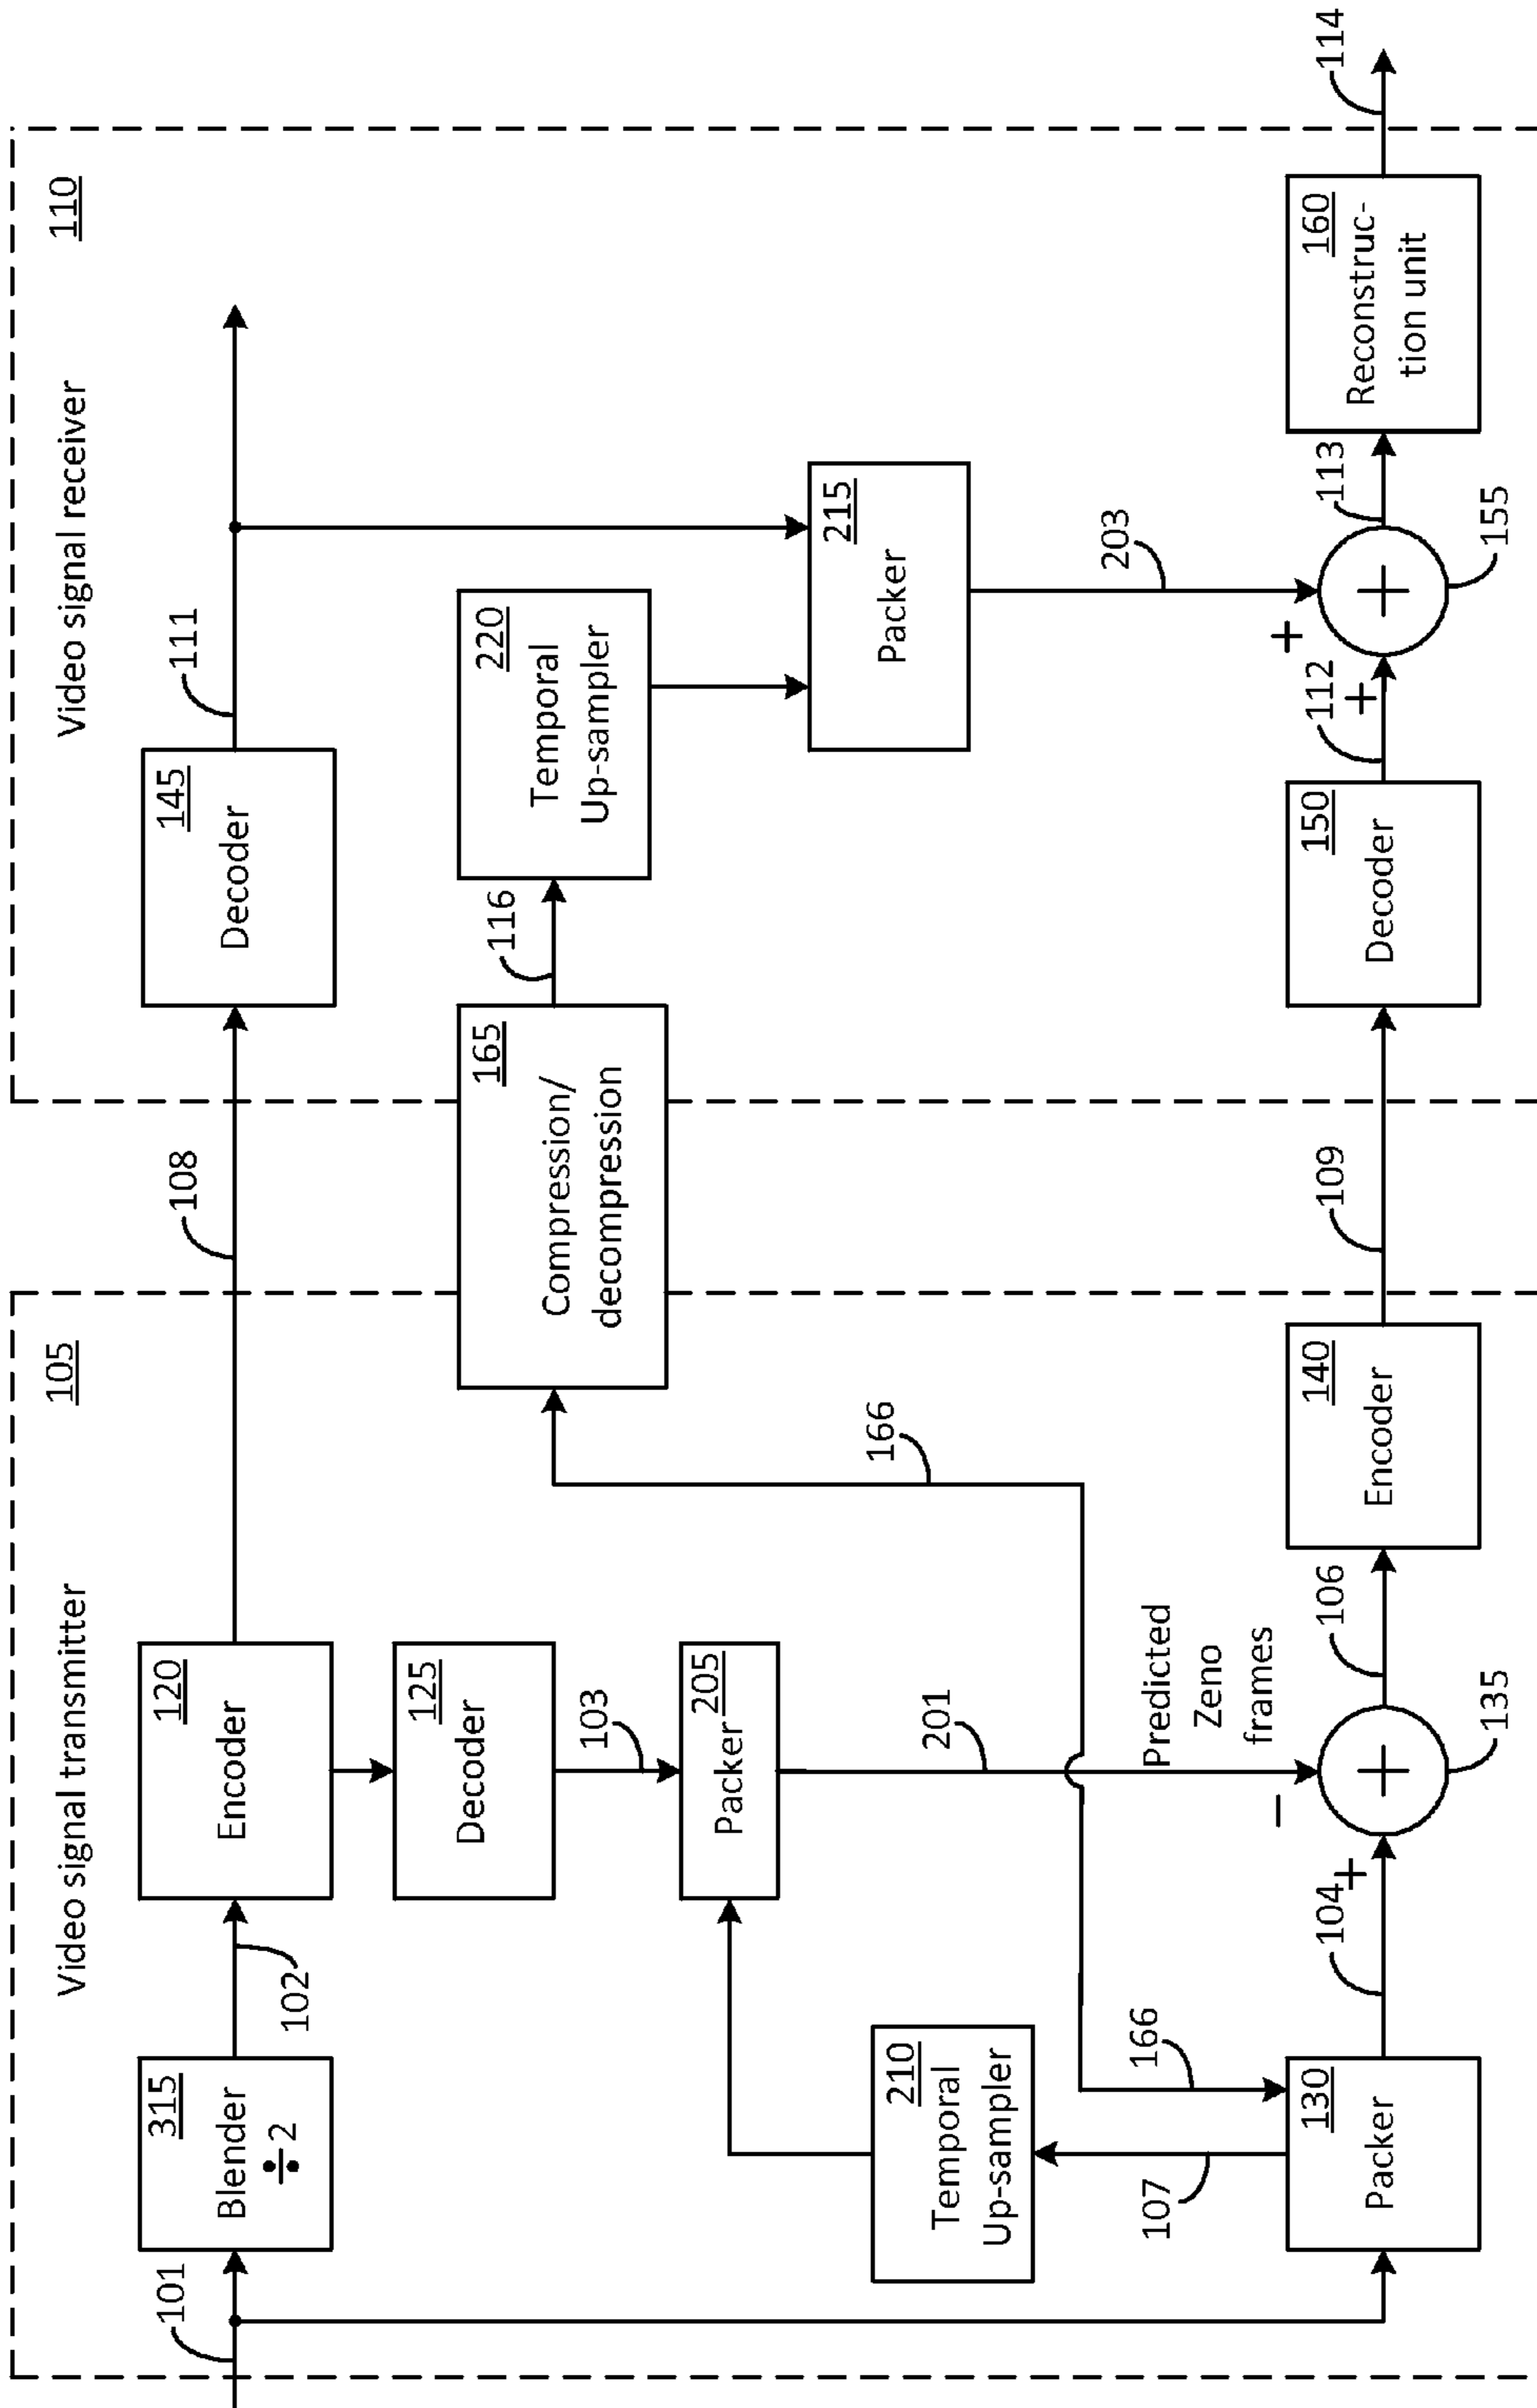 Video signal transmitter
105
Video signal receiver
110
101
315
Blender
÷2
102
120
Encoder
108
145
Decoder
111
125
Decoder
103
165
Compression/
decompression
116
220
Temporal
Up-sampler
205
Packer
215
Packer
210
Temporal
Up-sampler
166
201
203
107
166
Predicted
Zeno
frames
−
+
130
Packer
104
+
+
135
106
140
Encoder
109
150
Decoder
112
+
+
155
113
160
Reconstruc-
tion unit
114